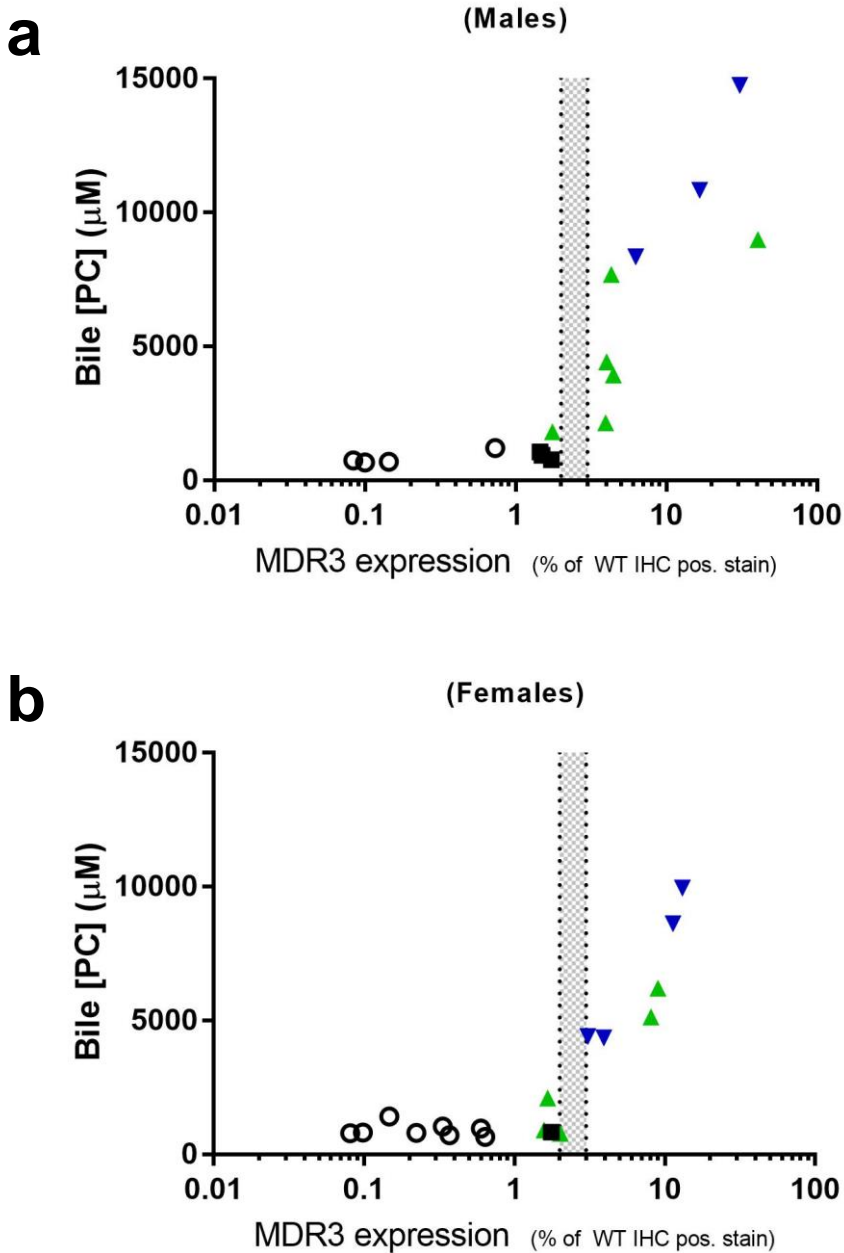 a
(Males)
15000
10000
5000
0
Bile [PC] (μM)
0.01 0.1 1 10 100
MDR3 expression (% of WT IHC pos. stain)
b
(Females)
15000
10000
5000
0
Bile [PC] (μM)
0.01 0.1 1 10 100
MDR3 expression (% of WT IHC pos. stain)